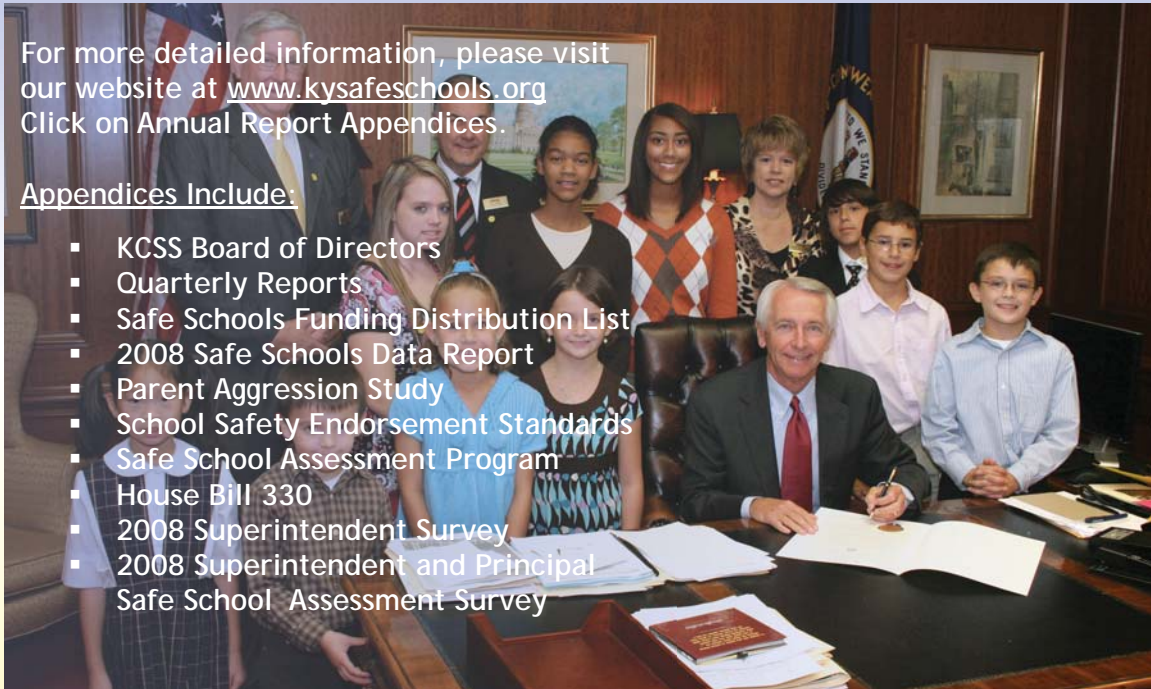 For more detailed information, please visit
our website at www.kysafeschools.org
Click on Annual Report Appendices.
Appendices Include:
▪ KCSS Board of Directors
▪ Quarterly Reports
▪ Safe Schools Funding Distribution List
▪ 2008 Safe Schools Data Report
▪ Parent Aggression Study
▪ School Safety Endorsement Standards
▪ Safe School Assessment Program
▪ House Bill 330
▪ 2008 Superintendent Survey
▪ 2008 Superintendent and Principal
Safe School Assessment Survey
WE STAN